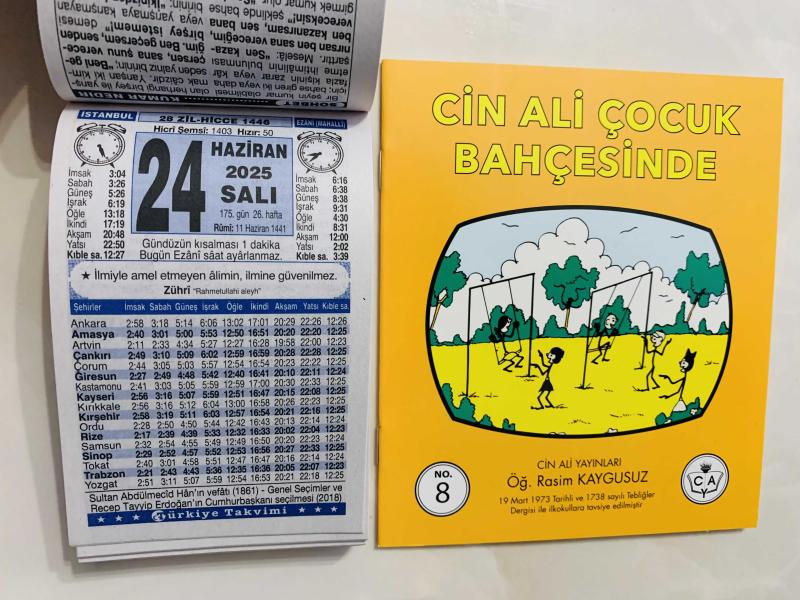 SOHBET
KUMAR NEDİR
İSTANBUL
28 ZİL-HİCCE 1446
EZANİ (MAHALLİ)
Hicrî Şemsî: 1403 Hızır: 50
24
HAZİRAN
2025
SALI
175. gün 26. hafta
Rûmî: 11 Haziran 1441
İmsak 3:04
Sabah 3:26
Güneş 5:26
İşrak 6:19
Öğle 13:18
İkindi 17:19
Akşam 20:48
Yatsı 22:50
Kıble sa. 12:27
İmsak 6:16
Sabah 6:38
Güneş 8:38
İşrak 9:31
Öğle 4:30
İkindi 8:31
Akşam 12:00
Yatsı 2:02
Kıble sa. 3:39
Gündüzün kısalması 1 dakika
Bugün Ezânî sâat ayarlanmaz.
★ İlmiyle amel etmeyen âlimin, ilmine güvenilmez.
Zührî "Rahmetullahi aleyh"
Şehirler İmsak Sabah Güneş İşrak Öğle İkindi Akşam Yatsı Kıble sa.
Ankara 2:58 3:18 5:14 6:06 13:02 17:01 20:29 22:26 12:26
Amasya 2:40 3:01 5:00 5:53 12:50 16:51 20:20 22:20 12:25
Artvin 2:11 2:33 4:34 5:27 12:27 16:28 19:58 22:00 12:23
Çankırı 2:49 3:10 5:09 6:02 12:59 16:59 20:28 22:28 12:25
Çorum 2:44 3:05 5:03 5:57 12:54 16:54 20:23 22:22 12:25
Giresun 2:27 2:49 4:48 5:42 12:40 16:41 20:10 22:11 12:24
Kastamonu 2:41 3:03 5:05 5:59 12:59 17:00 20:30 22:33 12:25
Kayseri 2:56 3:16 5:07 5:59 12:51 16:47 20:15 22:08 12:25
Kırıkkale 2:56 3:16 5:12 6:04 13:00 16:58 20:26 22:23 12:25
Kırşehir 2:58 3:19 5:11 6:03 12:57 16:54 20:21 22:16 12:25
Ordu 2:28 2:50 4:50 5:44 12:42 16:43 20:13 22:14 12:24
Rize 2:17 2:39 4:39 5:33 12:32 16:33 20:02 22:04 12:23
Samsun 2:32 2:54 4:55 5:49 12:49 16:50 20:20 22:23 12:24
Sinop 2:29 2:52 4:57 5:52 12:53 16:56 20:27 22:33 12:25
Tokat 2:40 3:01 4:58 5:51 12:47 16:47 20:16 22:14 12:24
Trabzon 2:21 2:43 4:43 5:36 12:35 16:36 20:05 22:07 12:23
Yozgat 2:51 3:11 5:07 5:59 12:54 16:53 20:21 22:18 12:25
Sultan Abdülmecîd Hân'ın vefâtı (1861) - Genel Seçimler ve
Recep Tayyip Erdoğan'ın Cumhurbaşkanı seçilmesi (2018)
Türkiye Takvimi
CİN ALİ ÇOCUK
BAHÇESİNDE
NO.
8
CİN ALİ YAYINLARI
Öğ. Rasim KAYGUSUZ
19 Mart 1973 Tarihli ve 1738 sayılı Tebliğler
Dergisi ile ilkokullara tavsiye edilmiştir
C A
Y